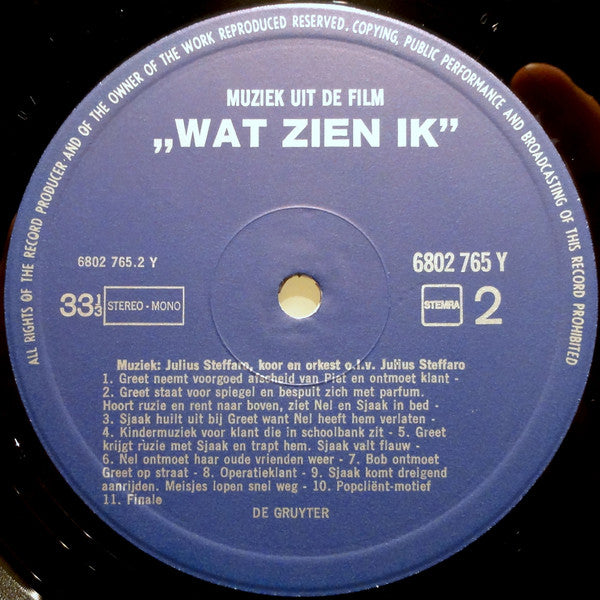 ALL RIGHTS OF THE RECORD PRODUCER AND OF THE OWNER OF THE WORK REPRODUCED RESERVED. COPYING, PUBLIC PERFORMANCE AND BROADCASTING OF THIS RECORD PROHIBITED
MUZIEK UIT DE FILM
„WAT ZIEN IK”
6802 765.2 Y
6802 765 Y
33 1/3 STEREO - MONO
STEMRA 2
Muziek: Julius Steffaro, koor en orkest o.l.v. Julius Steffaro
1. Greet neemt voorgoed afscheid van Piet en ontmoet klant -
2. Greet staat voor spiegel en bespuit zich met parfum.
Hoort ruzie en rent naar boven, ziet Nel en Sjaak in bed -
3. Sjaak huilt uit bij Greet want Nel heeft hem verlaten -
4. Kindermuziek voor klant die in schoolbank zit - 5. Greet
krijgt ruzie met Sjaak en trapt hem. Sjaak valt flauw -
6. Nel ontmoet haar oude vrienden weer - 7. Bob ontmoet
Greet op straat - 8. Operatieklant - 9. Sjaak komt dreigend
aanrijden. Meisjes lopen snel weg - 10. Popcliënt-motief
11. Finale
DE GRUYTER